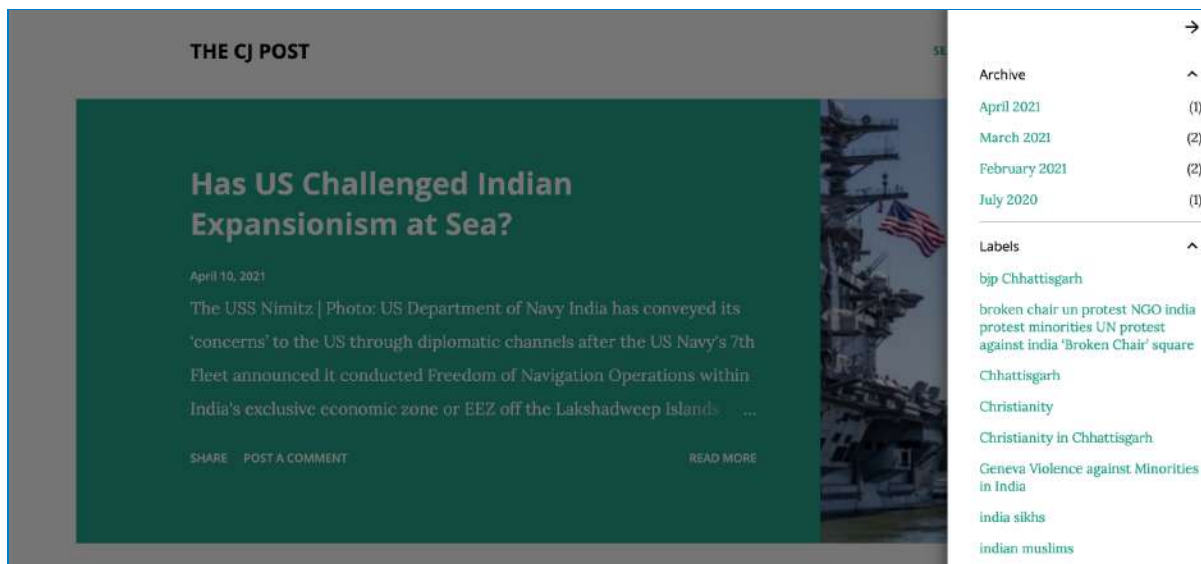 THE CJ POST
Has US Challenged Indian
Expansionism at Sea?
April 10, 2021
The USS Nimitz | Photo: US Department of Navy India has conveyed its
‘concerns’ to the US through diplomatic channels after the US Navy's 7th
Fleet announced it conducted Freedom of Navigation Operations within
India's exclusive economic zone or EEZ off the Lakshadweep Islands ...
SHARE POST A COMMENT READ MORE
Archive
April 2021 (1)
March 2021 (2)
February 2021 (2)
July 2020 (1)
Labels
bjp Chhattisgarh
broken chair un protest NGO india
protest minorities UN protest
against india ‘Broken Chair’ square
Chhattisgarh
Christianity
Christianity in Chhattisgarh
Geneva Violence against Minorities
in India
india sikhs
indian muslims